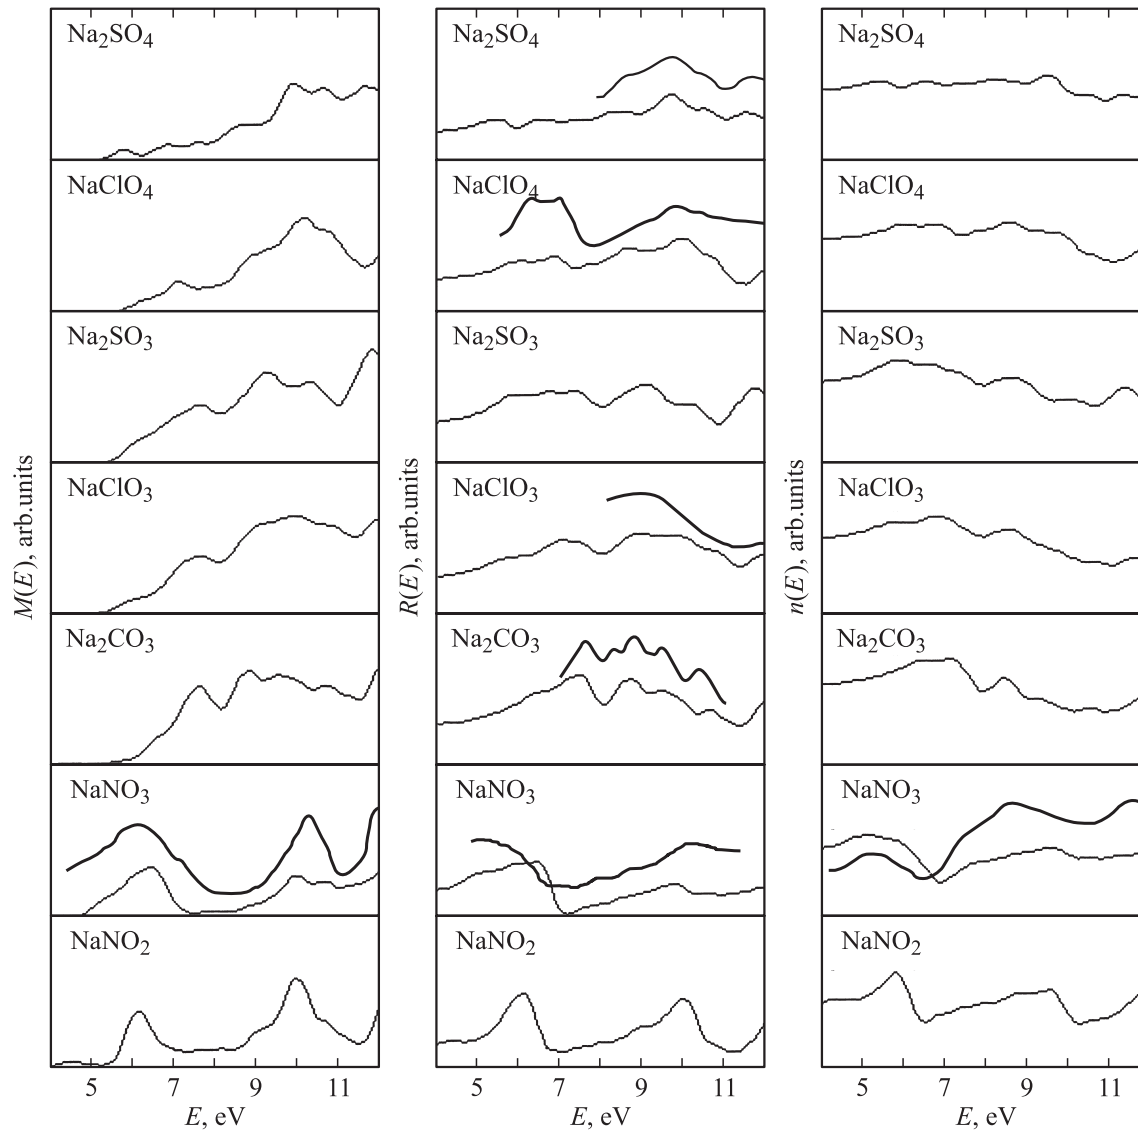 Na2SO4 Na2SO4 Na2SO4
NaClO4 NaClO4 NaClO4
Na2SO3 Na2SO3 Na2SO3
M(E), arb.units R(E), arb.units n(E), arb.units
NaClO3 NaClO3 NaClO3
Na2CO3 Na2CO3 Na2CO3
NaNO3 NaNO3 NaNO3
NaNO2 NaNO2 NaNO2
5 7 9 11 5 7 9 11 5 7 9 11
E, eV E, eV E, eV